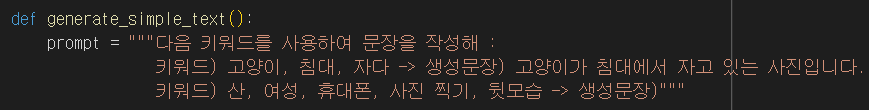 def generate_simple_text():
prompt = """다음 키워드를 사용하여 문장을 작성해 :
키워드) 고양이, 침대, 자다 -> 생성문장) 고양이가 침대에서 자고 있는 사진입니다.
키워드) 산, 여성, 휴대폰, 사진 찍기, 뒷모습 -> 생성문장)"""